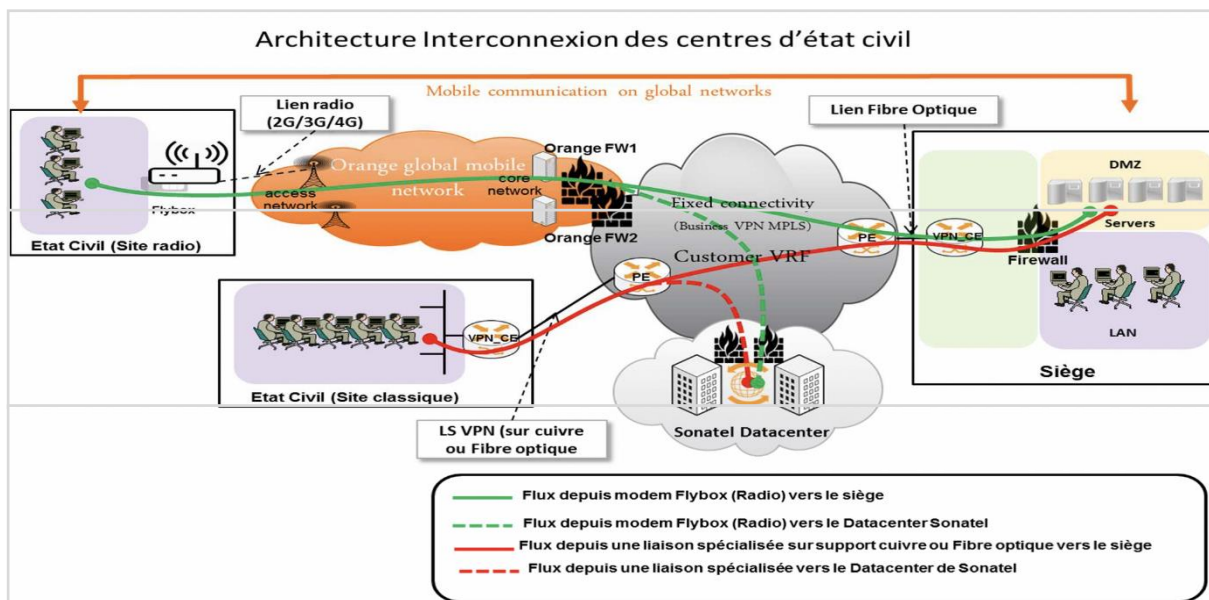 Architecture Interconnexion des centres d’état civil
Mobile communication on global networks
Lien radio
(2G/3G/4G)
Lien Fibre Optique
Orange FW1
Orange global mobile
network
core
network
access
network
Flybox
Etat Civil (Site radio)
Orange FW2
Fixed connectivity
(Business VPN MPLS)
Customer VRF
PE
PE
VPN_CE
Firewall
DMZ
Servers
LAN
Siège
VPN_CE
Etat Civil (Site classique)
LS VPN (sur cuivre
ou Fibre optique
Sonatel Datacenter
Flux depuis modem Flybox (Radio) vers le siège
Flux depuis modem Flybox (Radio) vers le Datacenter Sonatel
Flux depuis une liaison spécialisée sur support cuivre ou Fibre optique vers le siège
Flux depuis une liaison spécialisée vers le Datacenter de Sonatel